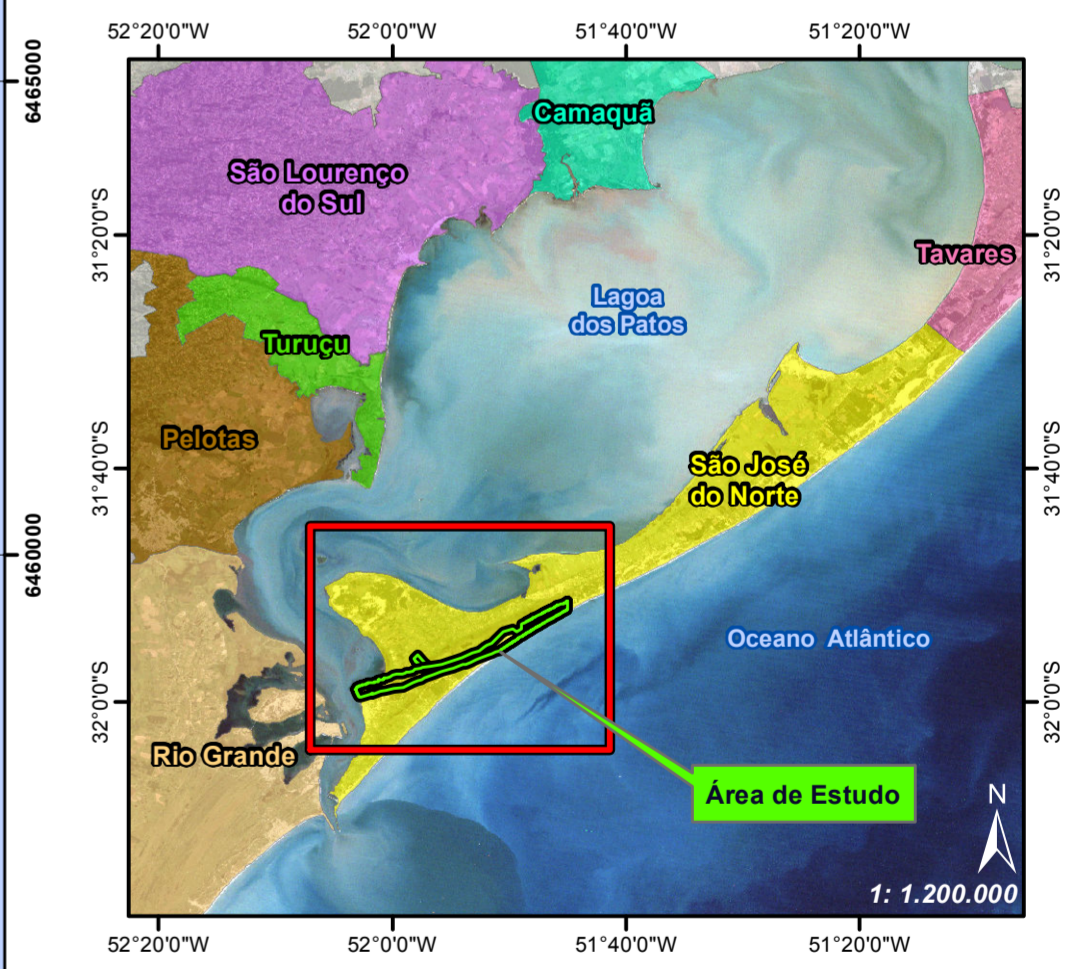 52°20'0"W 52°0'0"W 51°40'0"W 51°20'0"W
6465000
Camaquã
São Lourenço
do Sul
31°20'0"S
31°20'0"S
Tavares
Lagoa
dos Patos
Turuçu
Pelotas
31°40'0"S
31°40'0"S
São José
do Norte
6460000
Oceano Atlântico
32°0'0"S
32°0'0"S
Rio Grande
Área de Estudo
N
1: 1.200.000
52°20'0"W 52°0'0"W 51°40'0"W 51°20'0"W